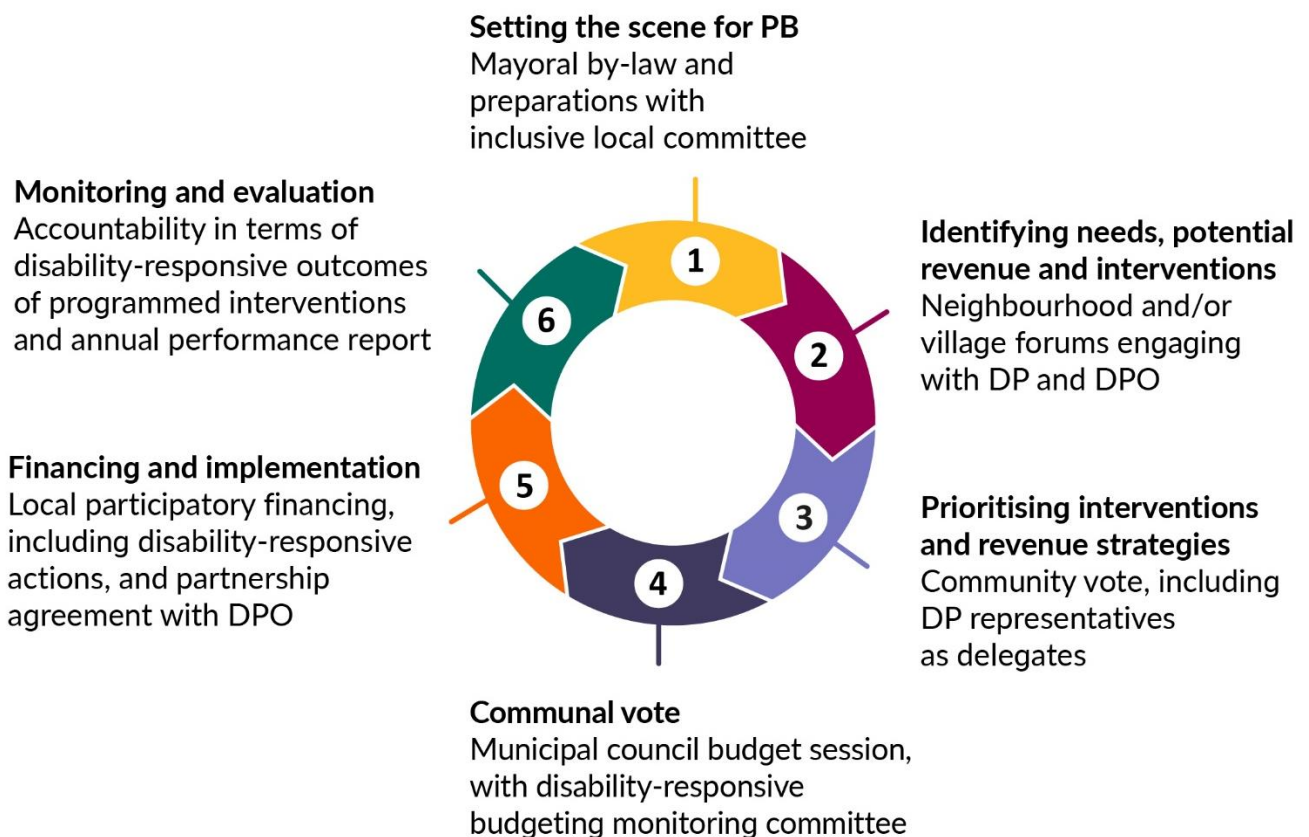 Setting the scene for PB
Mayoral by-law and
preparations with
inclusive local committee
1
Identifying needs, potential
revenue and interventions
Neighbourhood and/or
village forums engaging
with DP and DPO
2
Prioritising interventions
and revenue strategies
Community vote, including
DP representatives
as delegates
3
Communal vote
Municipal council budget session,
with disability-responsive
budgeting monitoring committee
4
Financing and implementation
Local participatory financing,
including disability-responsive
actions, and partnership
agreement with DPO
5
Monitoring and evaluation
Accountability in terms of
disability-responsive outcomes
of programmed interventions
and annual performance report
6